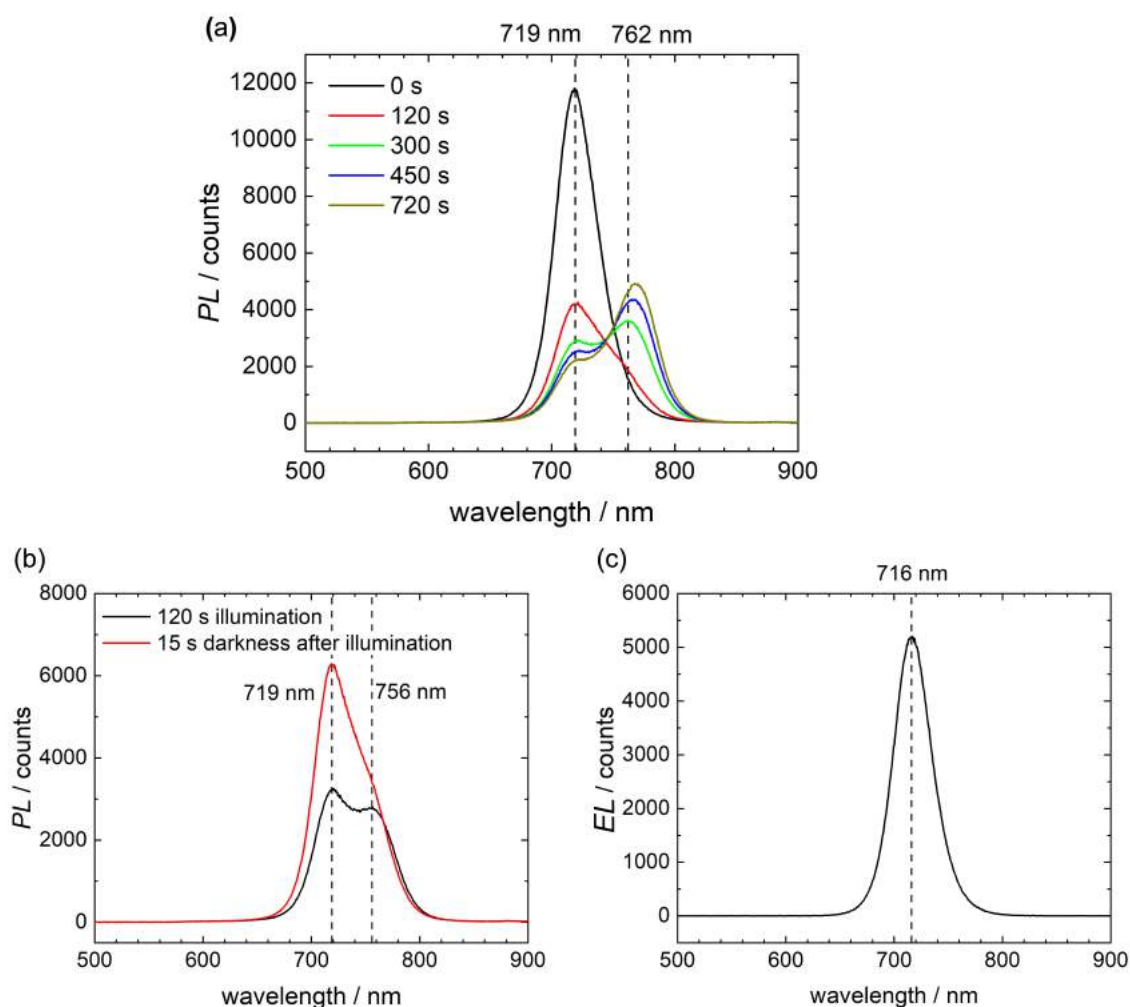 (a)
719 nm 762 nm
0 s
120 s
300 s
450 s
720 s
12000
10000
8000
6000
4000
2000
0
PL / counts
500 600 700 800 900
wavelength / nm
(b)
8000
6000
4000
2000
0
PL / counts
120 s illumination
15 s darkness after illumination
719 nm 756 nm
500 600 700 800 900
wavelength / nm
(c)
716 nm
6000
5000
4000
3000
2000
1000
0
EL / counts
500 600 700 800 900
wavelength / nm